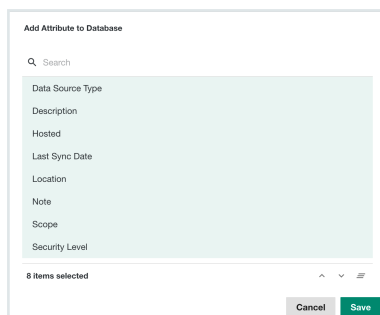 Add Attribute to Database
Search
Data Source Type
Description
Hosted
Last Sync Date
Location
Note
Scope
Security Level
8 items selected
Cancel Save